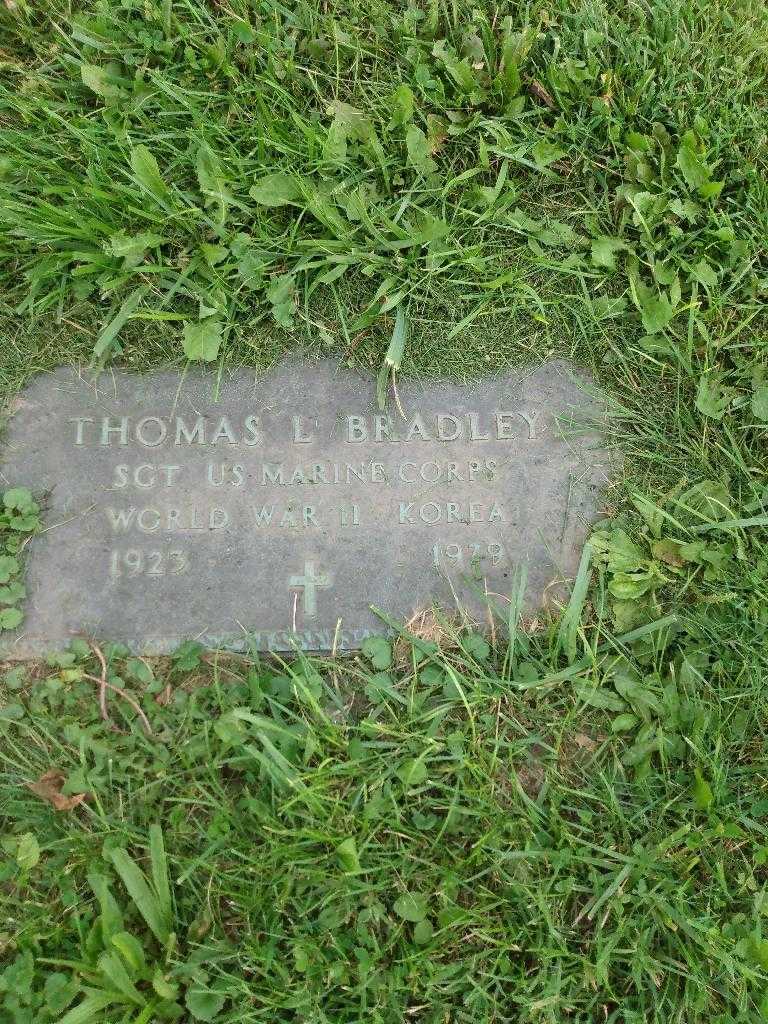 THOMAS L BRADLEY
SGT US MARINE CORPS
WORLD WAR II KOREA
1923 1979